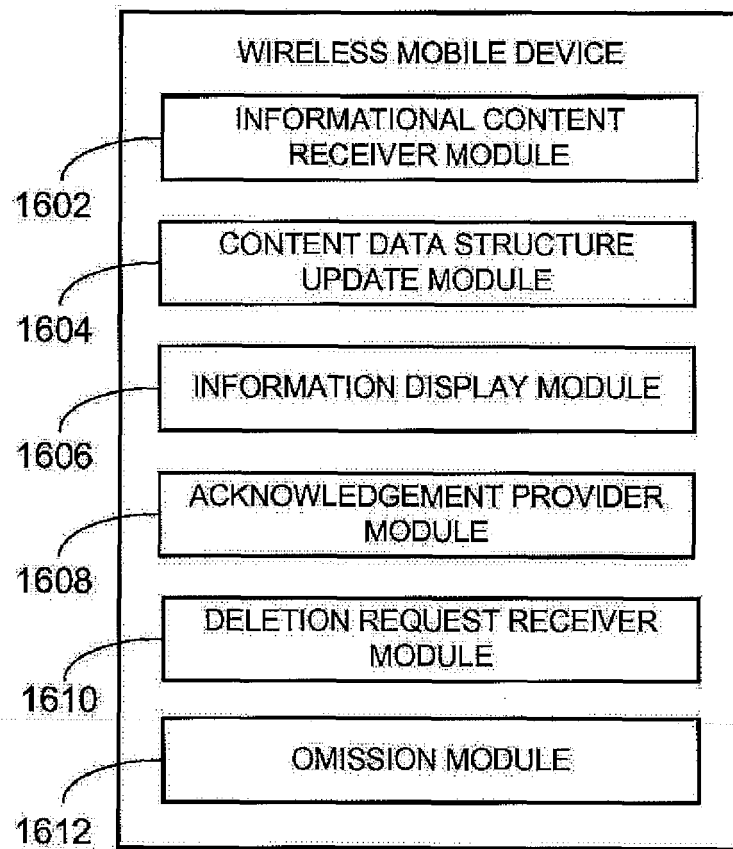 WIRELESS MOBILE DEVICE
INFORMATIONAL CONTENT
RECEIVER MODULE
1602
CONTENT DATA STRUCTURE
UPDATE MODULE
1604
INFORMATION DISPLAY MODULE
1606
ACKNOWLEDGEMENT PROVIDER
MODULE
1608
DELETION REQUEST RECEIVER
MODULE
1610
OMISSION MODULE
1612